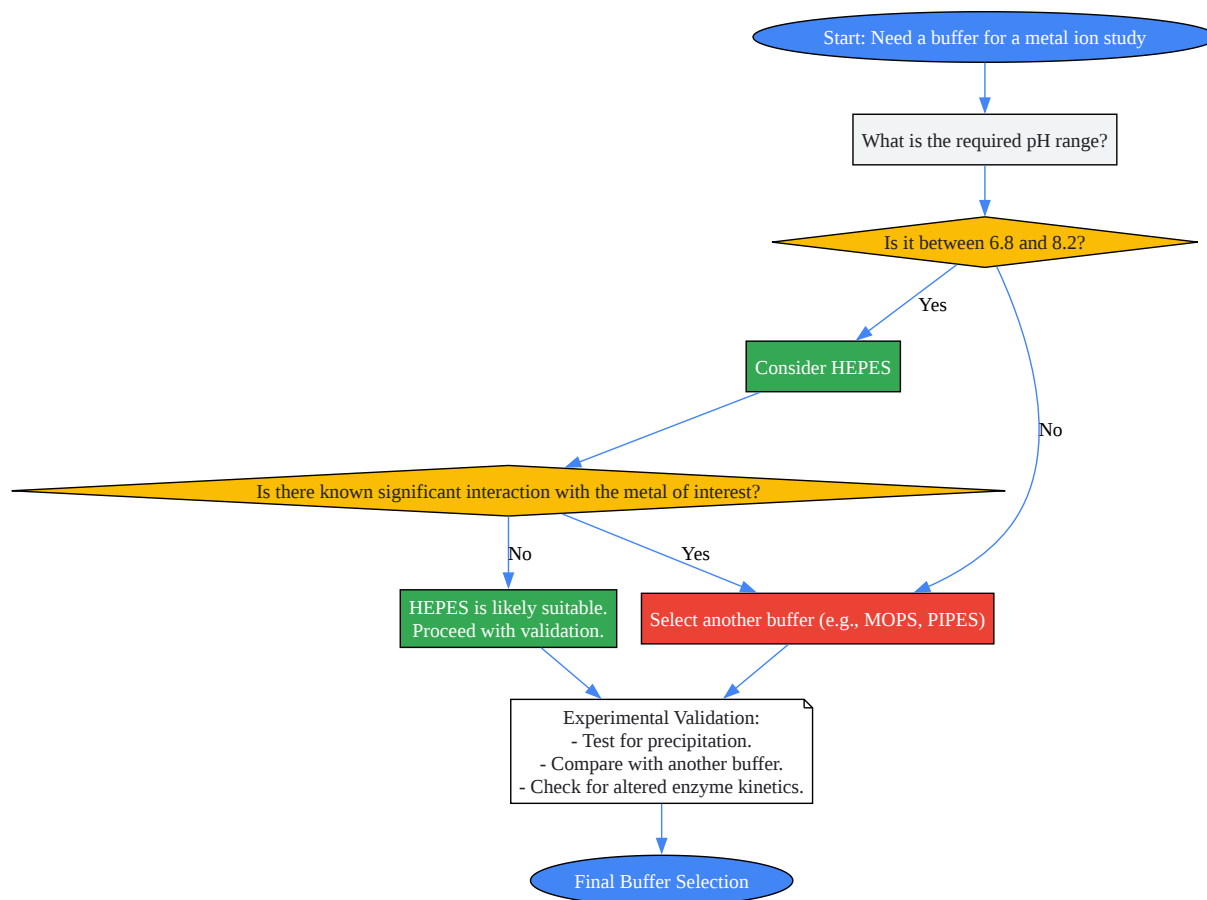 Start: Need a buffer for a metal ion study
What is the required pH range?
Is it between 6.8 and 8.2?
Yes
Consider HEPES
No
Is there known significant interaction with the metal of interest?
No
Yes
HEPES is likely suitable.
Proceed with validation.
Select another buffer (e.g., MOPS, PIPES)
Experimental Validation:
- Test for precipitation.
- Compare with another buffer.
- Check for altered enzyme kinetics.
Final Buffer Selection